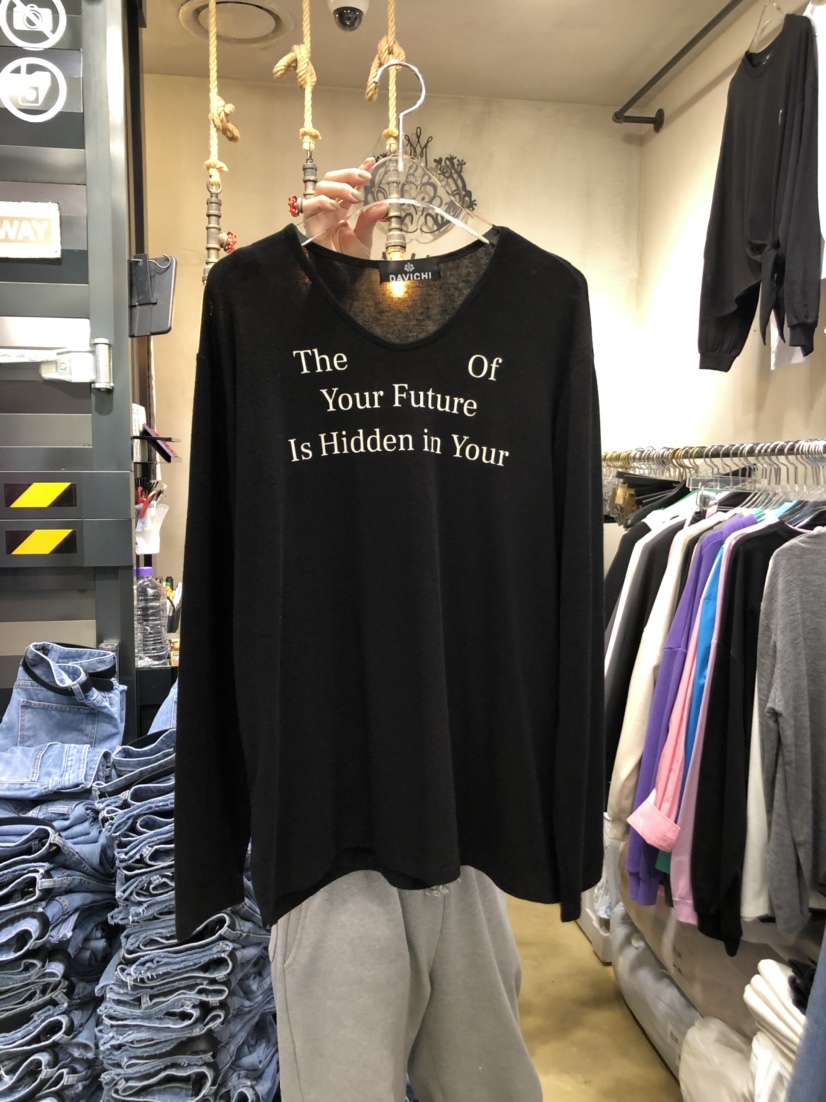 WAY
DAVICHI
The Of
Your Future
Is Hidden in Your